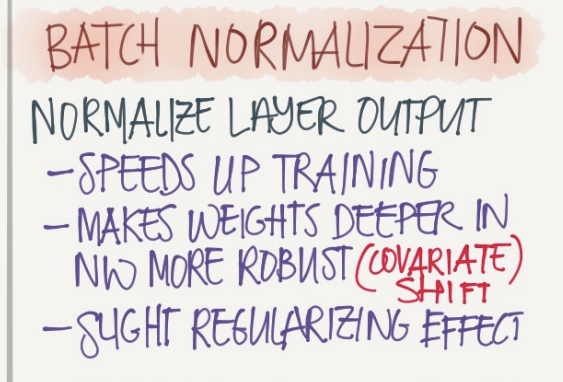 BATCH NORMALIZATION
NORMALIZE LAYER OUTPUT
- SPEEDS UP TRAINING
- MAKES WEIGHTS DEEPER IN
NW MORE ROBUST (COVARIATE)
SHIFT
- SLIGHT REGULARIZING EFFECT